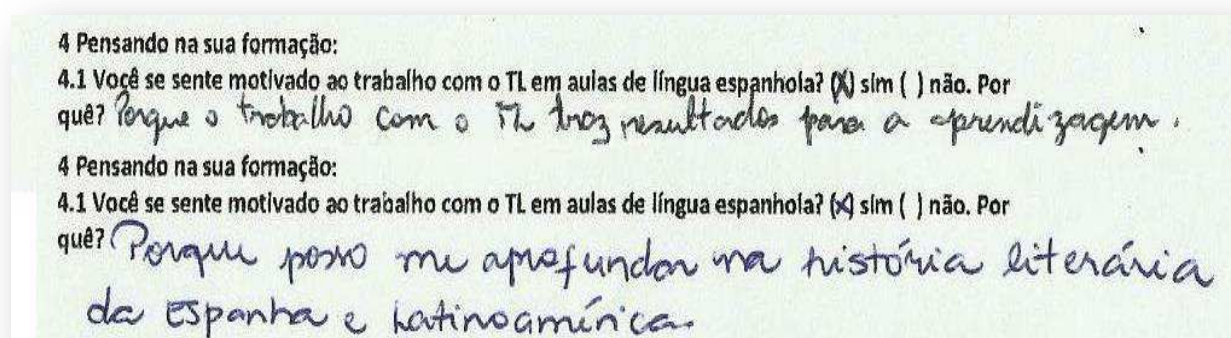 4 Pensando na sua formação:
4.1 Você se sente motivado ao trabalho com o TL em aulas de língua espanhola? (X) sim ( ) não. Por
quê? Porque o trabalho com o TL traz resultados para a aprendizagem.
4 Pensando na sua formação:
4.1 Você se sente motivado ao trabalho com o TL em aulas de língua espanhola? (X) sim ( ) não. Por
quê? Porque posso me aprofundar na história literária
da Espanha e Latinoamérica.